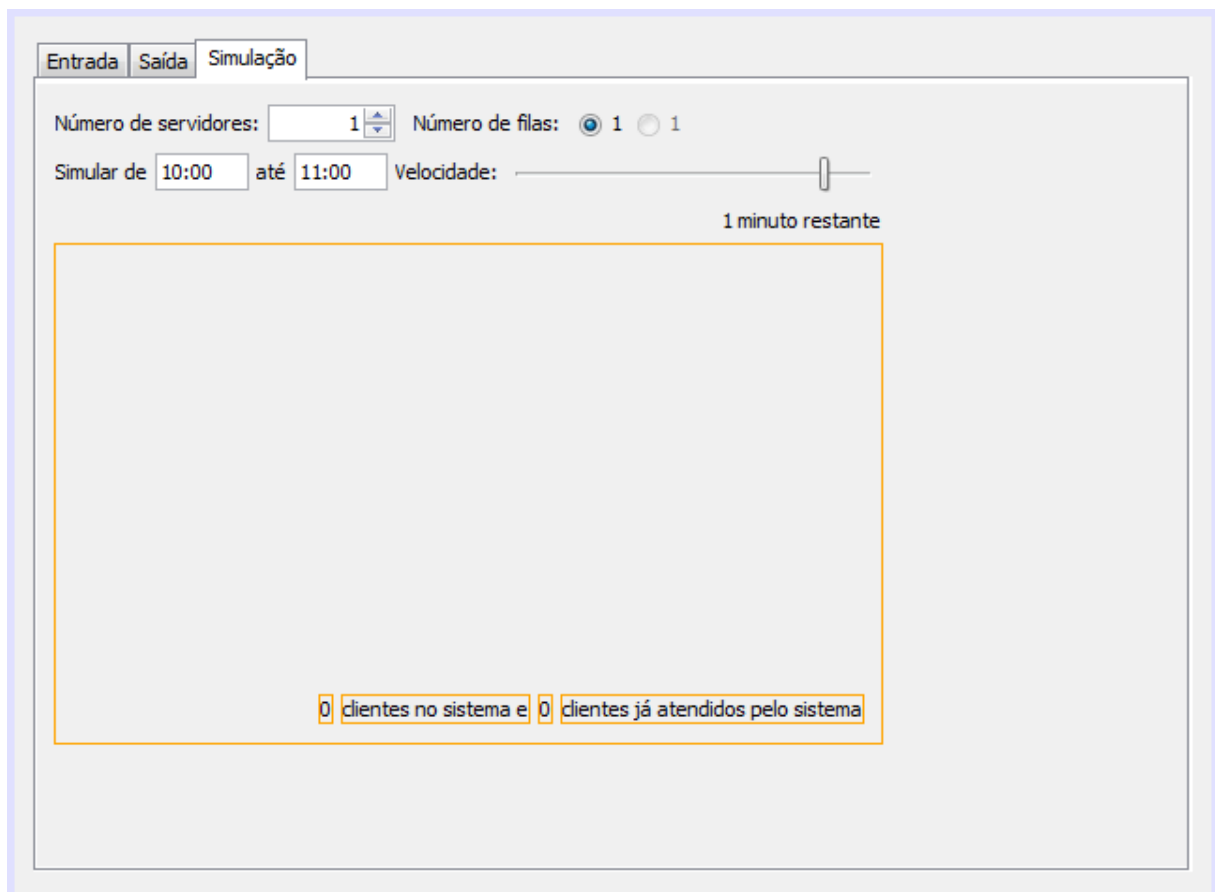 Entrada Saída Simulação
Número de servidores: 1 Número de filas: 1 1
Simular de 10:00 até 11:00 Velocidade:
1 minuto restante
0 clientes no sistema e 0 clientes já atendidos pelo sistema